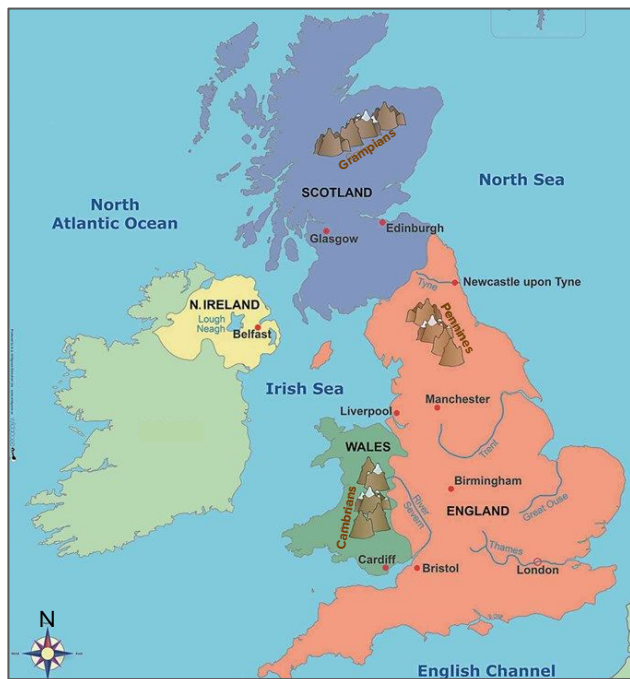 Grampians
SCOTLAND
North Sea
North
Atlantic Ocean
Glasgow
Edinburgh
Tyne
Newcastle upon Tyne
N. IRELAND
Lough
Neagh
Belfast
Pennines
Irish Sea
Liverpool
Manchester
WALES
Trent
Cambrians
River
Severn
Birmingham
ENGLAND
Great Ouse
Thames
Cardiff
Bristol
London
N
English Channel